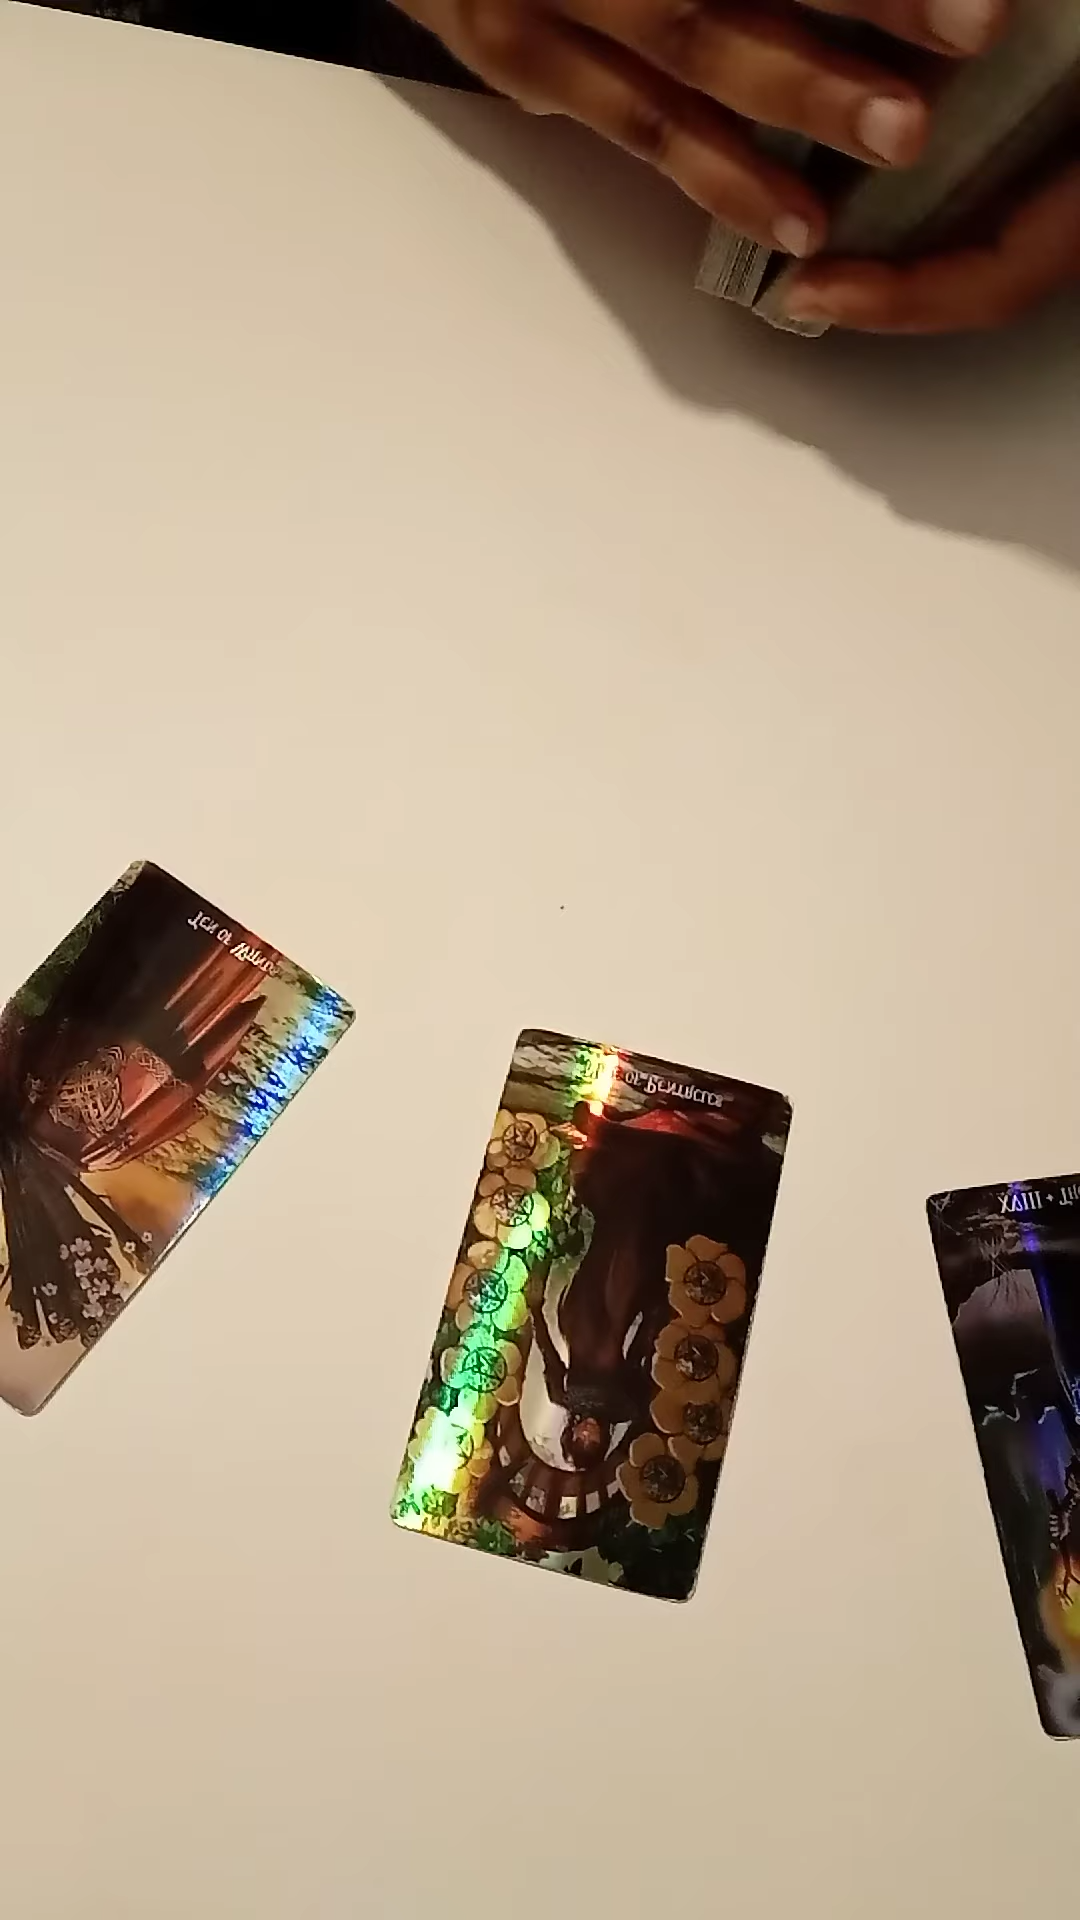 Ten of Wands
of Pentacles
XVIII •